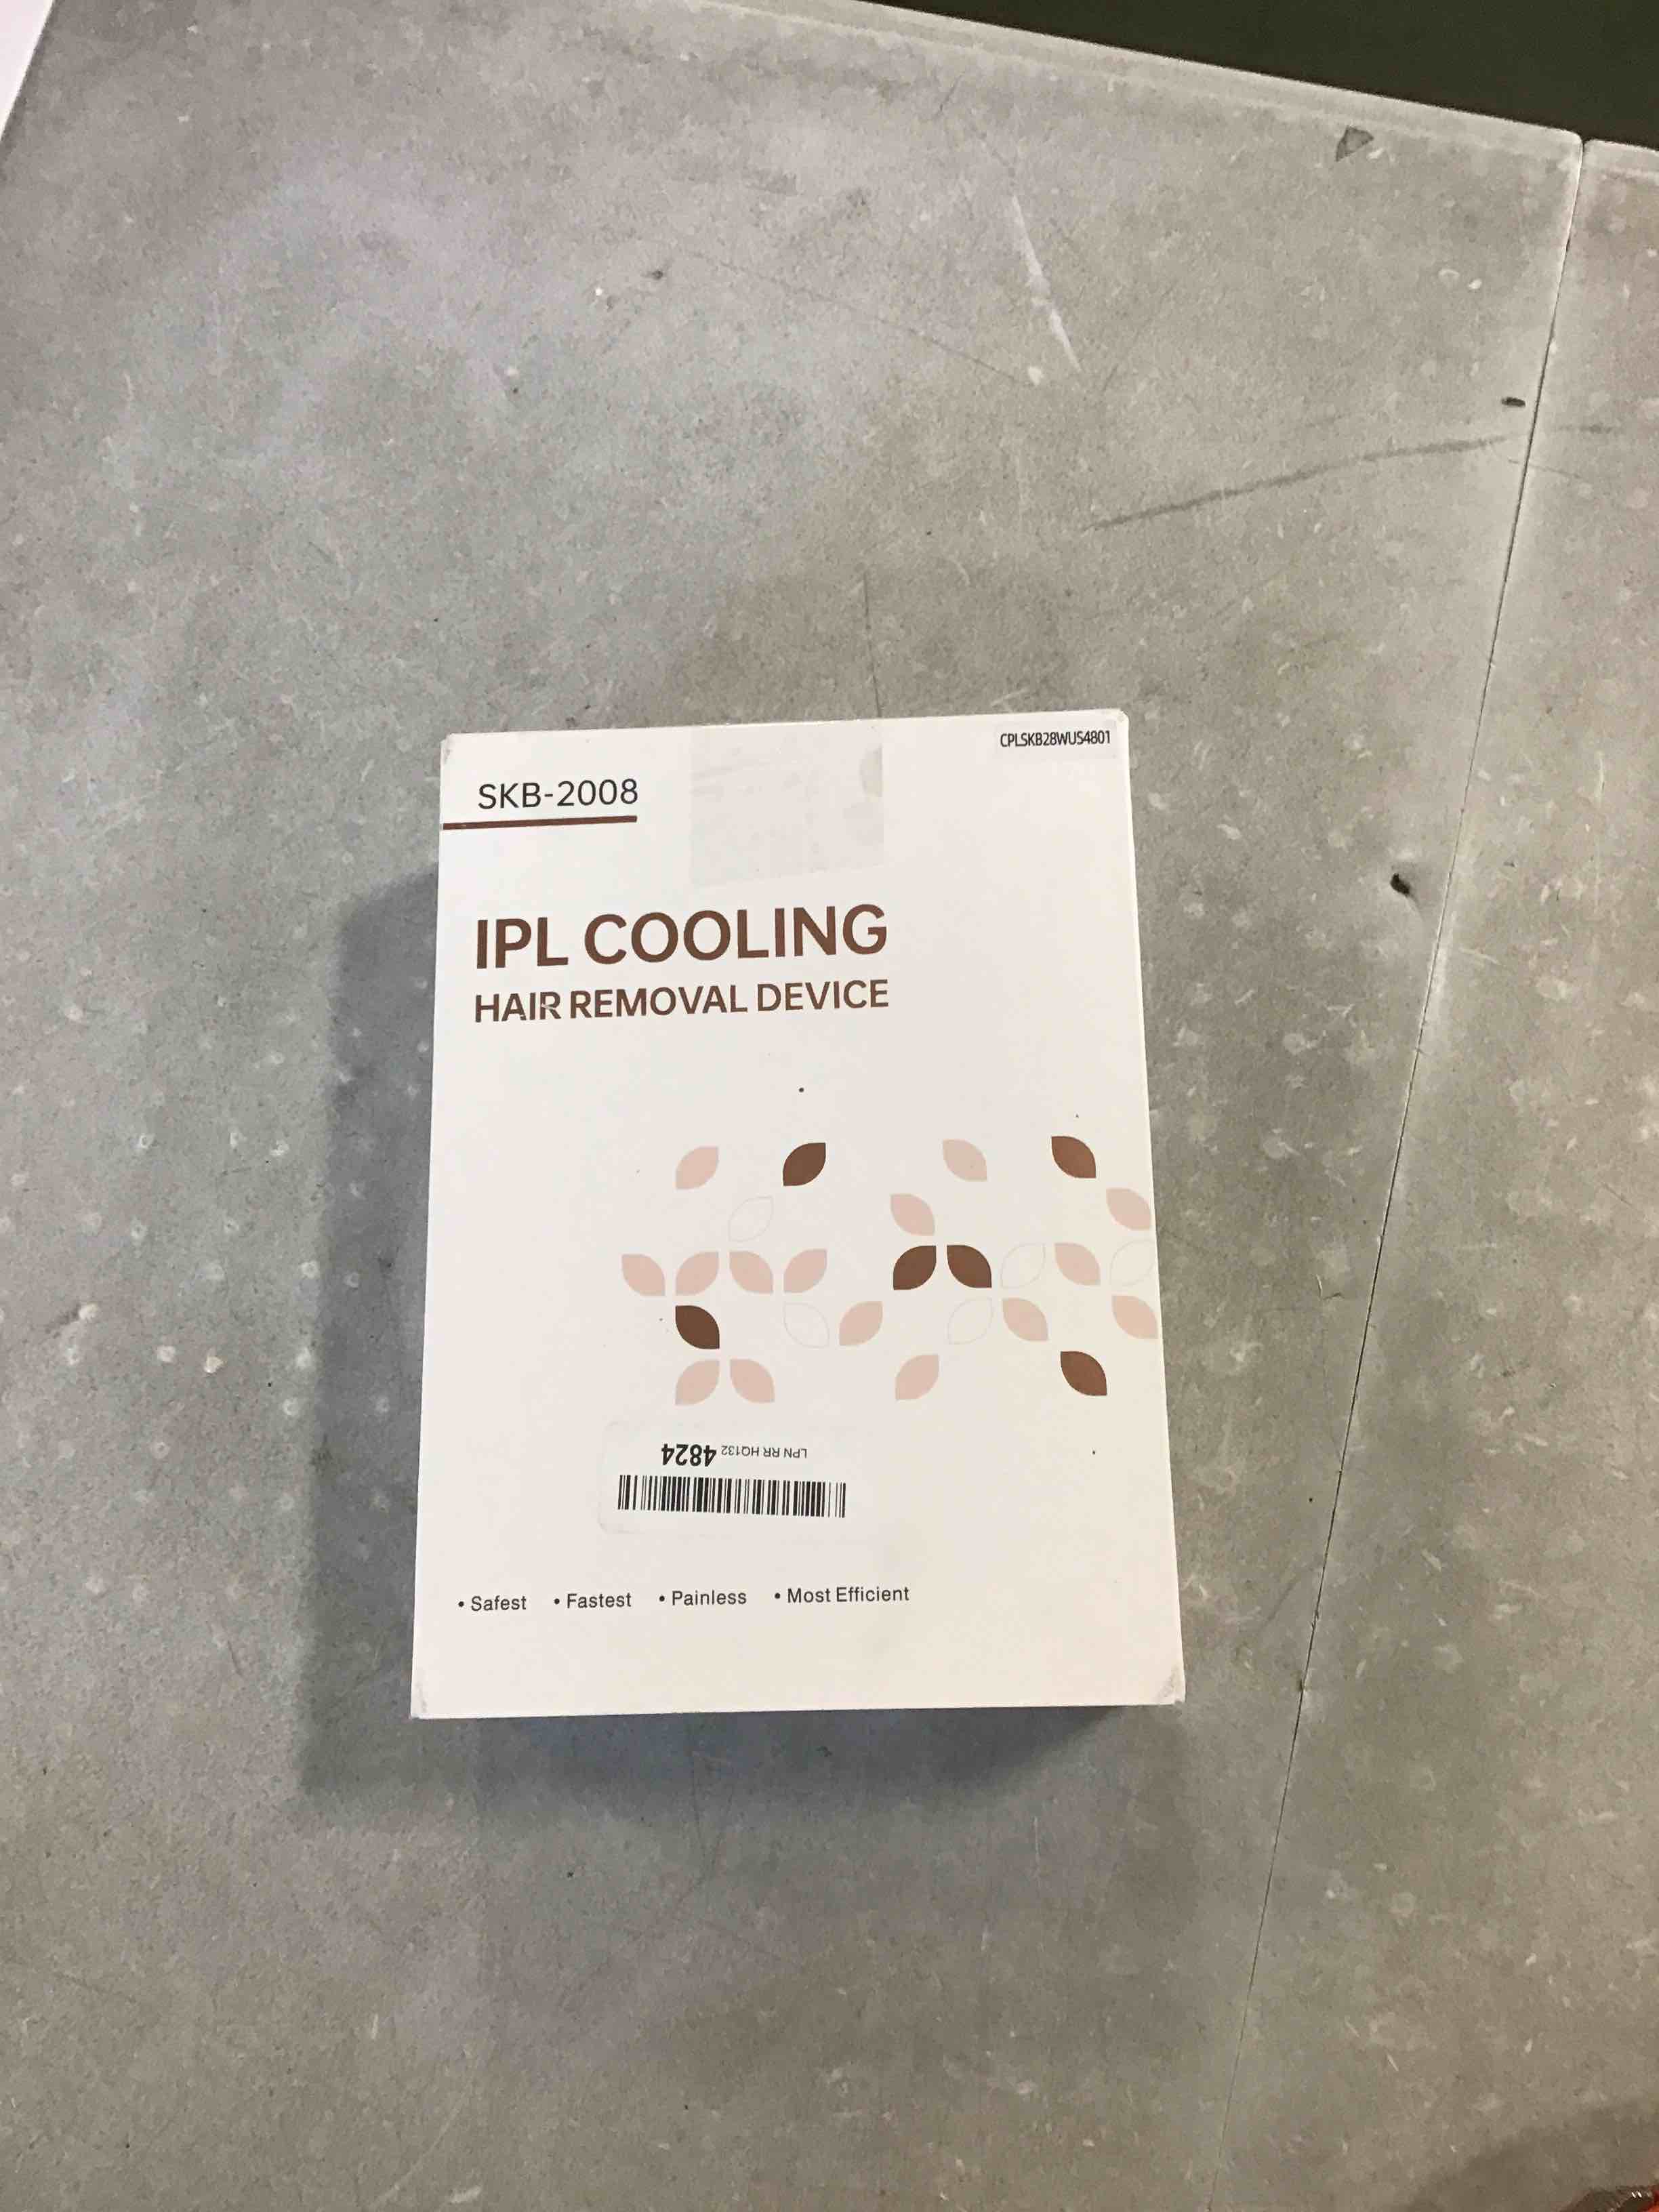 CPLSKB28WUS4801
SKB-2008
IPL COOLING
HAIR REMOVAL DEVICE
LPN RR HQ132 4824
• Safest • Fastest • Painless • Most Efficient